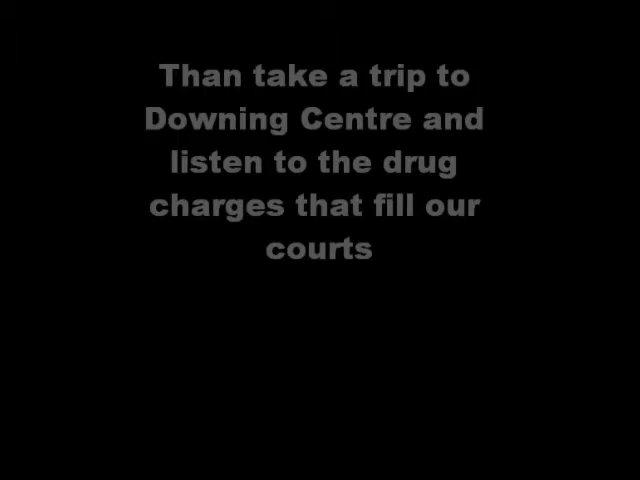 Than take a trip to
Downing Centre and
listen to the drug
charges that fill our
courts